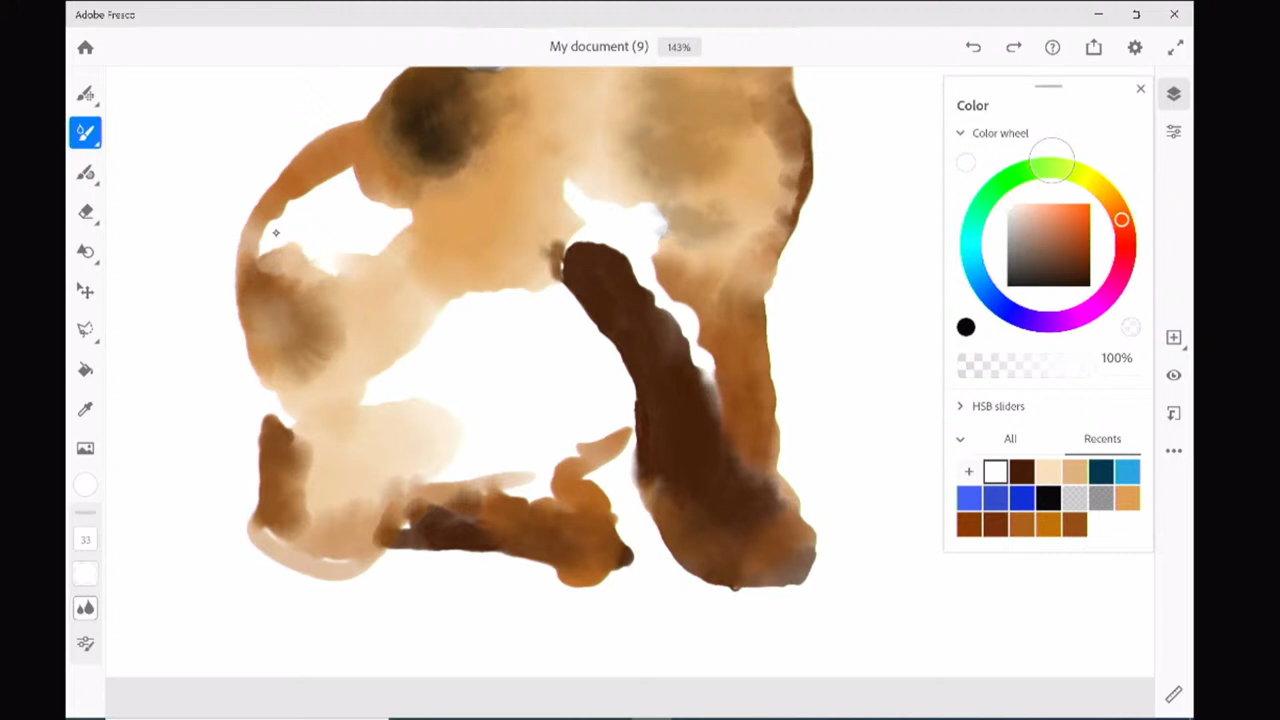 Adobe Fresco
My document (9) 143%
Color
Color wheel
100%
HSB sliders
All Recents
33